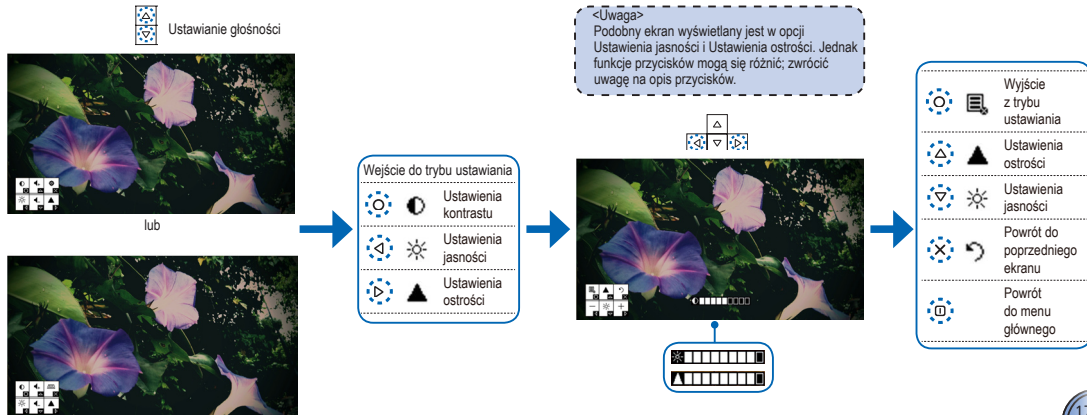 Ustawianie głośności
<Uwaga>
Podobny ekran wyświetlany jest w opcji
Ustawienia jasności i Ustawienia ostrości. Jednak
funkcje przycisków mogą się różnić; zwrócić
uwagę na opis przycisków.
lub
Wejście do trybu ustawiania
Ustawienia
kontrastu
Ustawienia
jasności
Ustawienia
ostrości
Wyjście
z trybu
ustawiania
Ustawienia
ostrości
Ustawienia
jasności
Powrót do
poprzedniego
ekranu
Powrót
do menu
głównego